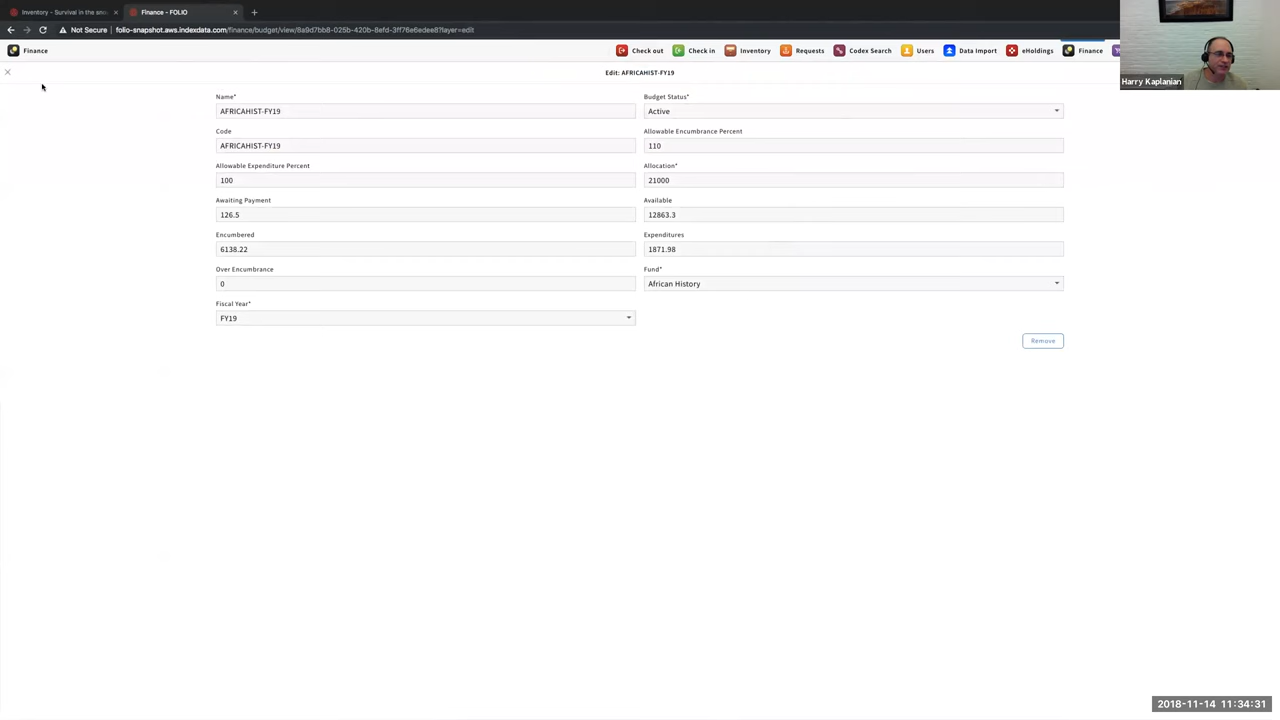 Inventory - Survival in the sno
Finance - FOLIO
Not Secure folio-snapshot.aws.indexdata.com/finance/budget/view/8a9d7bb8-025b-420b-8efd-3ff76e6edee8?layer=edit
Finance
Check out
Check in
Inventory
Requests
Codex Search
Users
Data Import
eHoldings
Finance
Harry Kaplanian
Edit: AFRICAHIST-FY19
Name*
Budget Status*
AFRICAHIST-FY19
Active
Code
Allowable Encumbrance Percent
AFRICAHIST-FY19
110
Allowable Expenditure Percent
Allocation*
100
21000
Awaiting Payment
Available
126.5
12863.3
Encumbered
Expenditures
6138.22
1871.98
Over Encumbrance
Fund*
0
African History
Fiscal Year*
FY19
Remove
2018-11-14 11:34:31